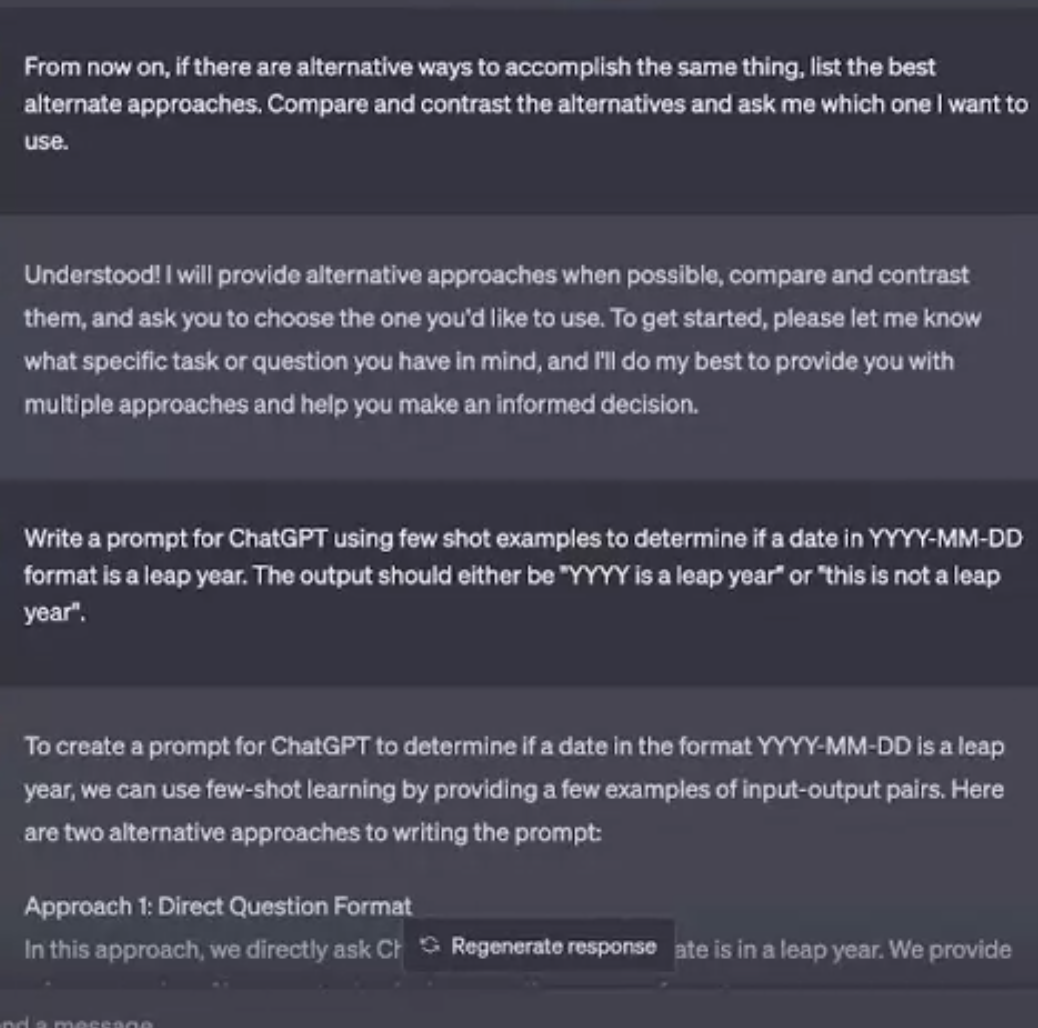 From now on, if there are alternative ways to accomplish the same thing, list the best
alternate approaches. Compare and contrast the alternatives and ask me which one I want to
use.
Understood! I will provide alternative approaches when possible, compare and contrast
them, and ask you to choose the one you'd like to use. To get started, please let me know
what specific task or question you have in mind, and I'll do my best to provide you with
multiple approaches and help you make an informed decision.
Write a prompt for ChatGPT using few shot examples to determine if a date in YYYY-MM-DD
format is a leap year. The output should either be "YYYY is a leap year" or "this is not a leap
year".
To create a prompt for ChatGPT to determine if a date in the format YYYY-MM-DD is a leap
year, we can use few-shot learning by providing a few examples of input-output pairs. Here
are two alternative approaches to writing the prompt:
Approach 1: Direct Question Format
In this approach, we directly ask Ch
Regenerate response
ate is in a leap year. We provide
nd a message